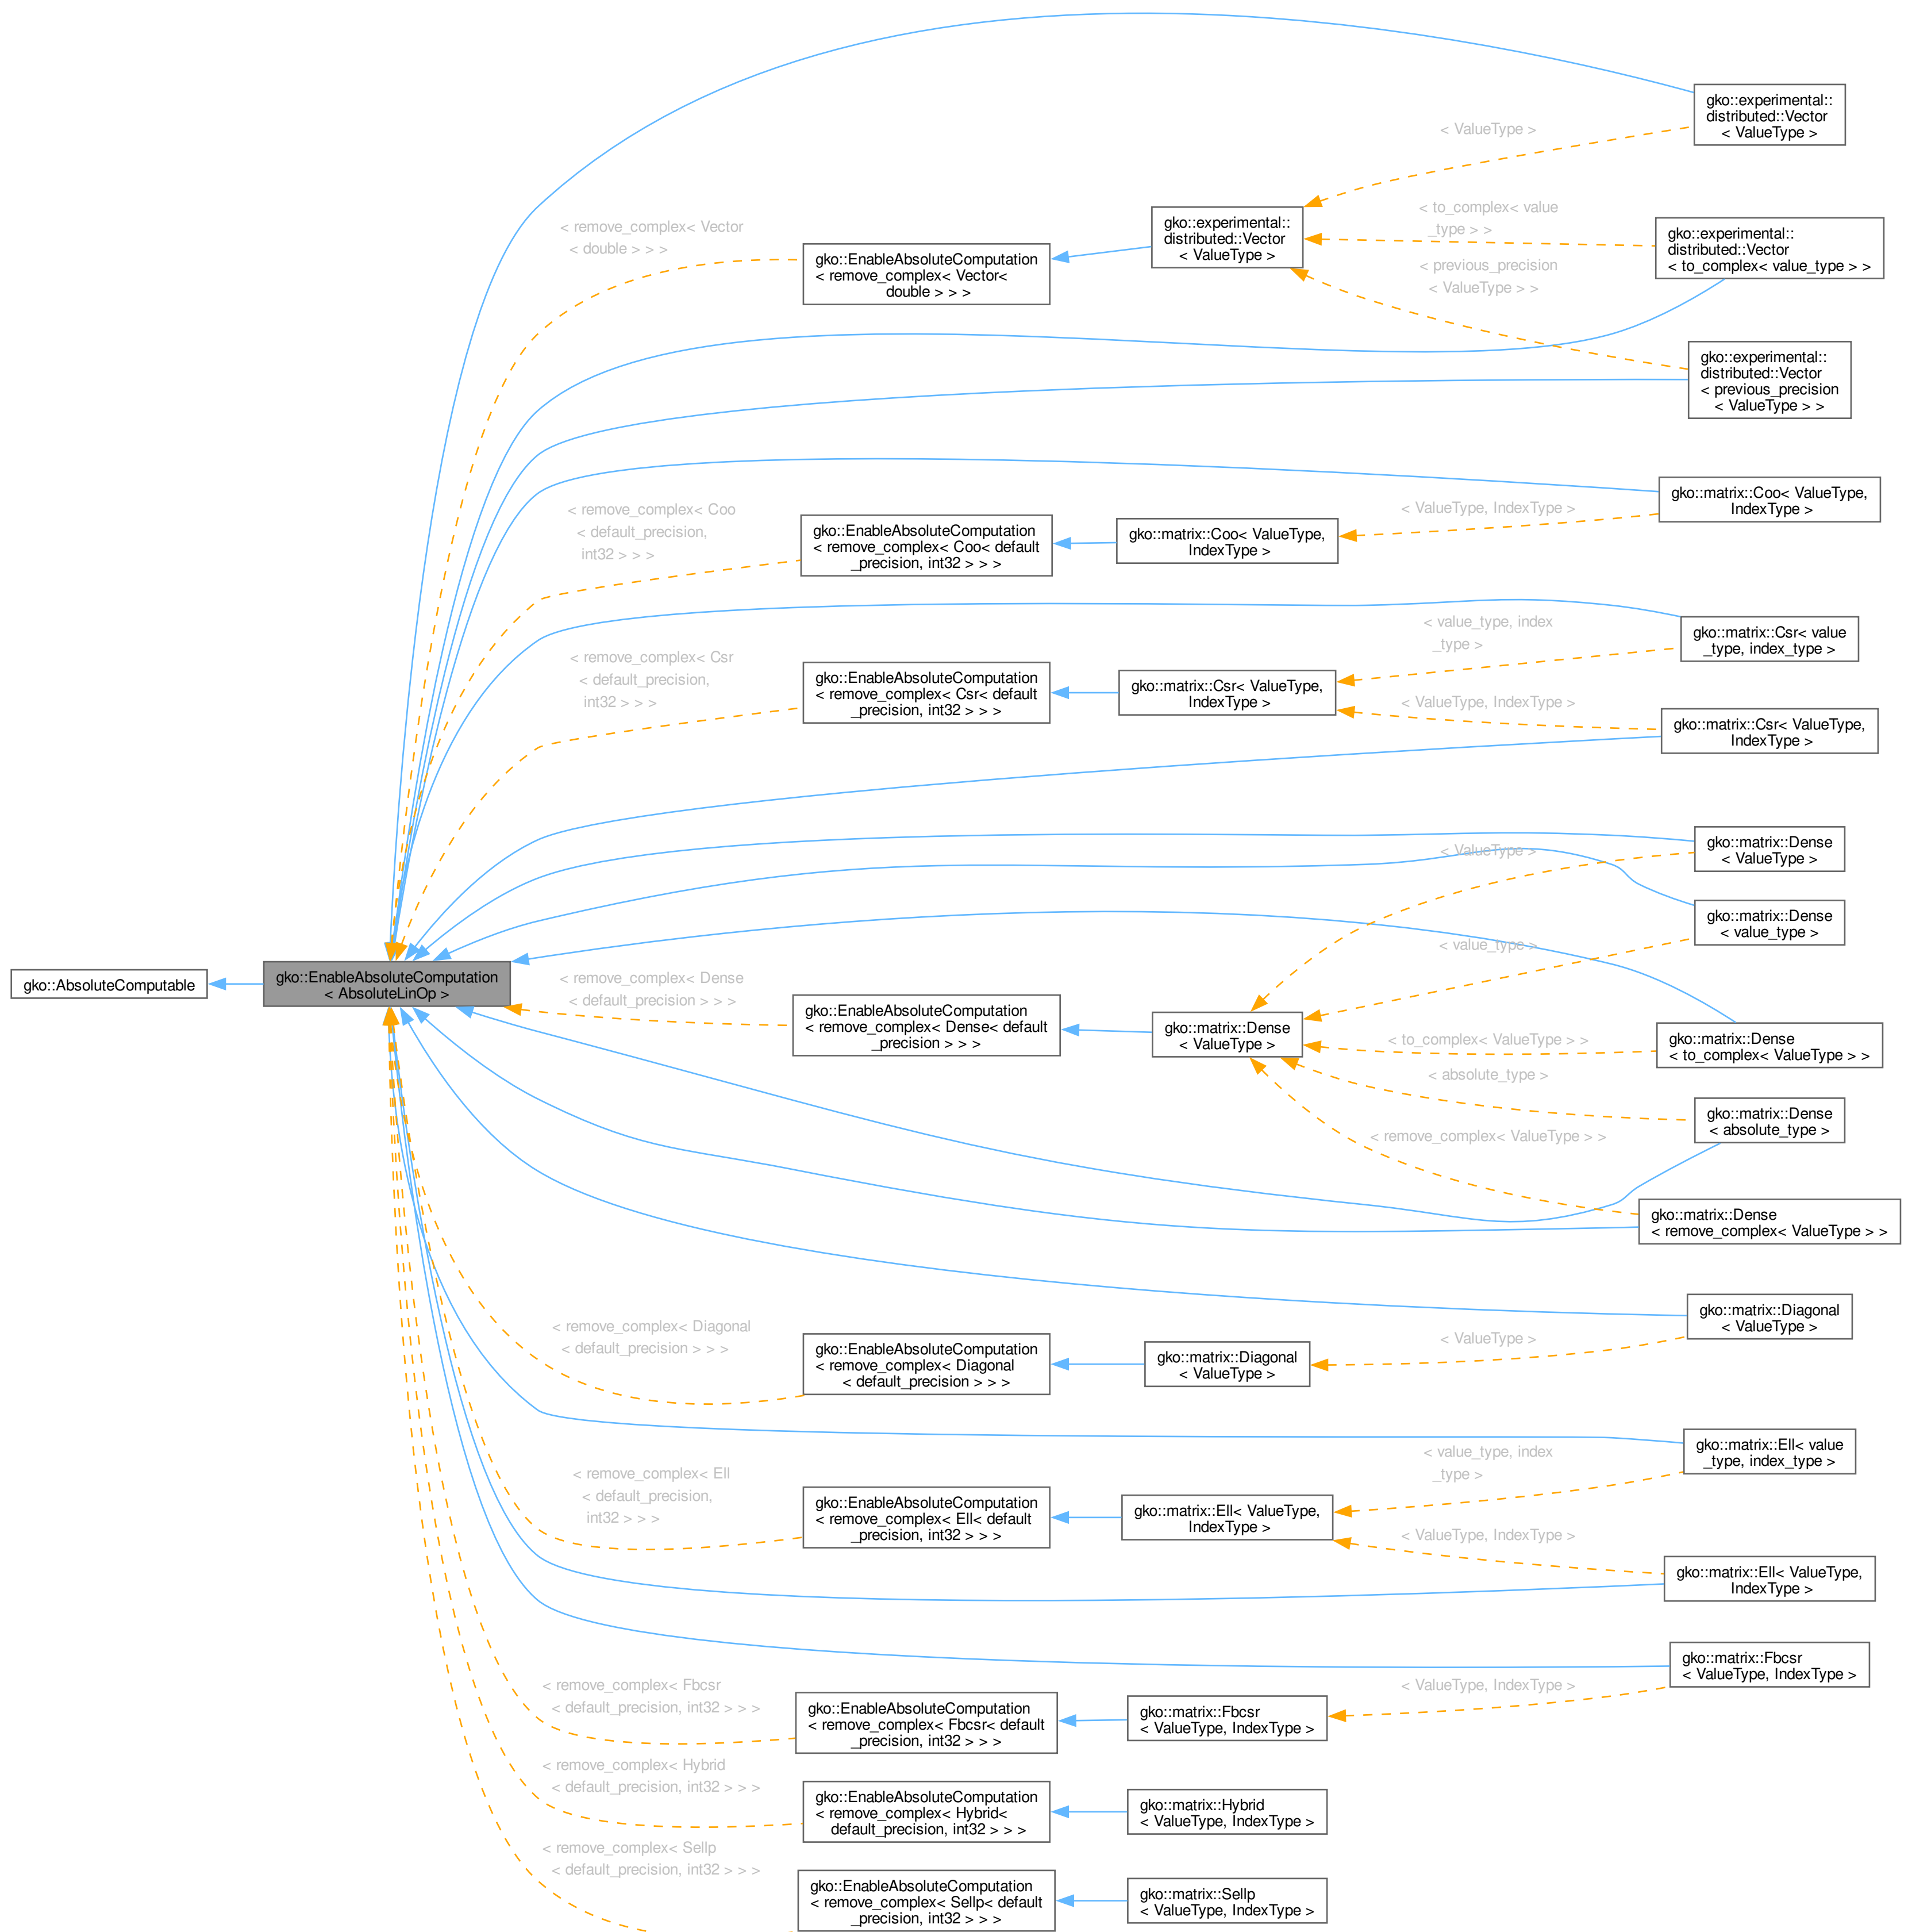 gko::AbsoluteComputable
gko::EnableAbsoluteComputation
< AbsoluteLinOp >
< remove_complex< Vector
< double > > >
gko::EnableAbsoluteComputation
< remove_complex< Vector<
double > > >
gko::experimental::
distributed::Vector
< ValueType >
< ValueType >
gko::experimental::
distributed::Vector
< ValueType >
< to_complex< value
_type > >
gko::experimental::
distributed::Vector
< to_complex< value_type > >
< previous_precision
< ValueType > >
gko::experimental::
distributed::Vector
< previous_precision
< ValueType > >
< remove_complex< Coo
< default_precision,
int32 > > >
gko::EnableAbsoluteComputation
< remove_complex< Coo< default
_precision, int32 > > >
gko::matrix::Coo< ValueType,
IndexType >
< ValueType, IndexType >
gko::matrix::Coo< ValueType,
IndexType >
< remove_complex< Csr
< default_precision,
int32 > > >
gko::EnableAbsoluteComputation
< remove_complex< Csr< default
_precision, int32 > > >
gko::matrix::Csr< ValueType,
IndexType >
< value_type, index
_type >
gko::matrix::Csr< value
_type, index_type >
< ValueType, IndexType >
gko::matrix::Csr< ValueType,
IndexType >
< remove_complex< Dense
< default_precision > > >
gko::EnableAbsoluteComputation
< remove_complex< Dense< default
_precision > > >
gko::matrix::Dense
< ValueType >
< ValueType >
gko::matrix::Dense
< ValueType >
< value_type >
gko::matrix::Dense
< value_type >
< to_complex< ValueType > >
gko::matrix::Dense
< to_complex< ValueType > >
< absolute_type >
gko::matrix::Dense
< absolute_type >
< remove_complex< ValueType > >
gko::matrix::Dense
< remove_complex< ValueType > >
< remove_complex< Diagonal
< default_precision > > >
gko::EnableAbsoluteComputation
< remove_complex< Diagonal
< default_precision > > >
gko::matrix::Diagonal
< ValueType >
< ValueType >
gko::matrix::Diagonal
< ValueType >
< remove_complex< Ell
< default_precision,
int32 > > >
gko::EnableAbsoluteComputation
< remove_complex< Ell< default
_precision, int32 > > >
gko::matrix::Ell< ValueType,
IndexType >
< value_type, index
_type >
gko::matrix::Ell< value
_type, index_type >
< ValueType, IndexType >
gko::matrix::Ell< ValueType,
IndexType >
< remove_complex< Fbcsr
< default_precision, int32 > > >
gko::EnableAbsoluteComputation
< remove_complex< Fbcsr< default
_precision, int32 > > >
gko::matrix::Fbcsr
< ValueType, IndexType >
< ValueType, IndexType >
gko::matrix::Fbcsr
< ValueType, IndexType >
< remove_complex< Hybrid
< default_precision, int32 > > >
gko::EnableAbsoluteComputation
< remove_complex< Hybrid<
default_precision, int32 > > >
gko::matrix::Hybrid
< ValueType, IndexType >
< remove_complex< Sellp
< default_precision, int32 > > >
gko::EnableAbsoluteComputation
< remove_complex< Sellp< default
_precision, int32 > > >
gko::matrix::Sellp
< ValueType, IndexType >